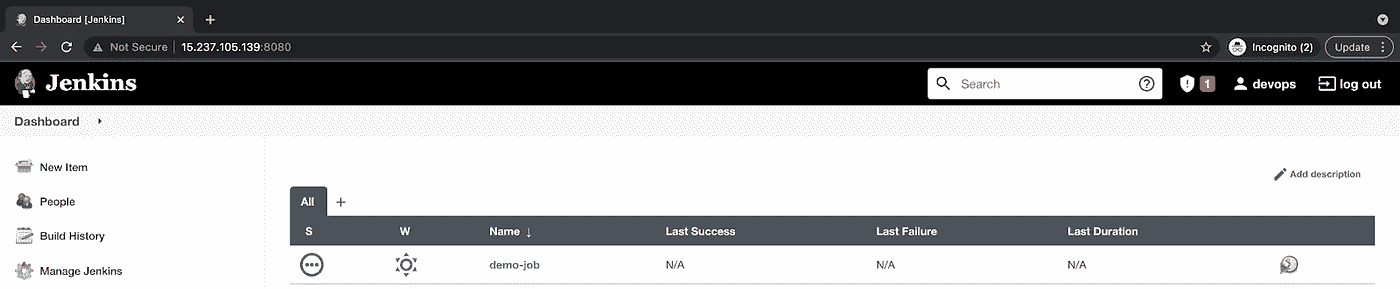 Dashboard [Jenkins]
Not Secure 15.237.105.139:8080 Incognito (2) Update
Jenkins Search 1 devops log out
Dashboard
New Item
Add description
People All +
S W Name ↓ Last Success Last Failure Last Duration
Build History
demo-job N/A N/A N/A
Manage Jenkins